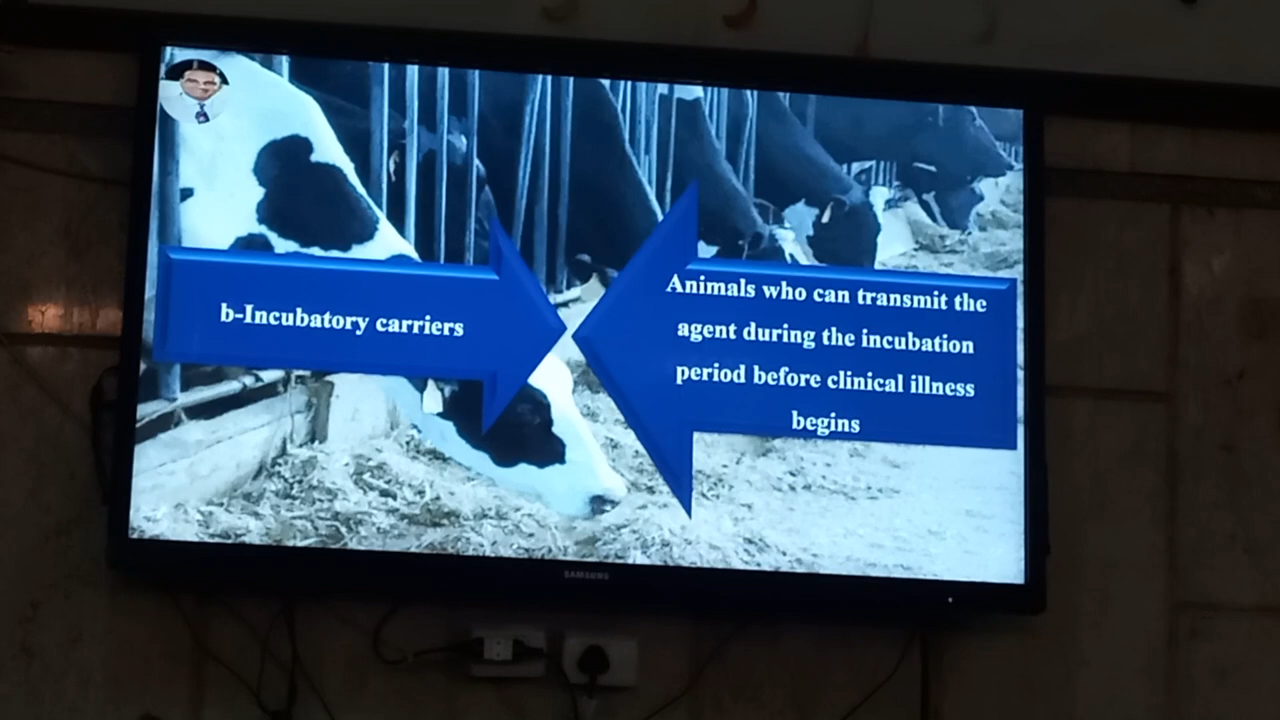 b-Incubatory carriers
Animals who can transmit the
agent during the incubation
period before clinical illness
begins
SAMSUNG